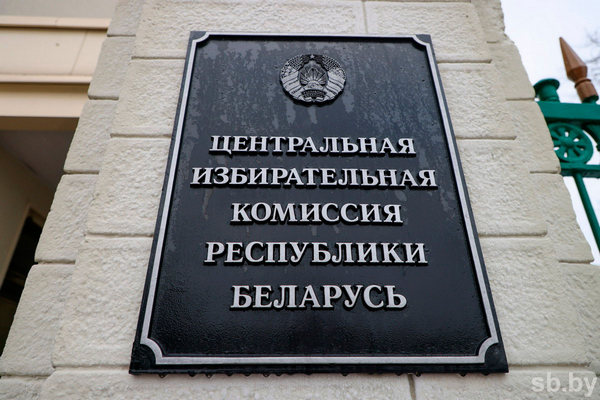 ЦЕНТРАЛЬНАЯ
ИЗБИРАТЕЛЬНАЯ
КОМИССИЯ
РЕСПУБЛИКИ
БЕЛАРУСЬ
sb.by